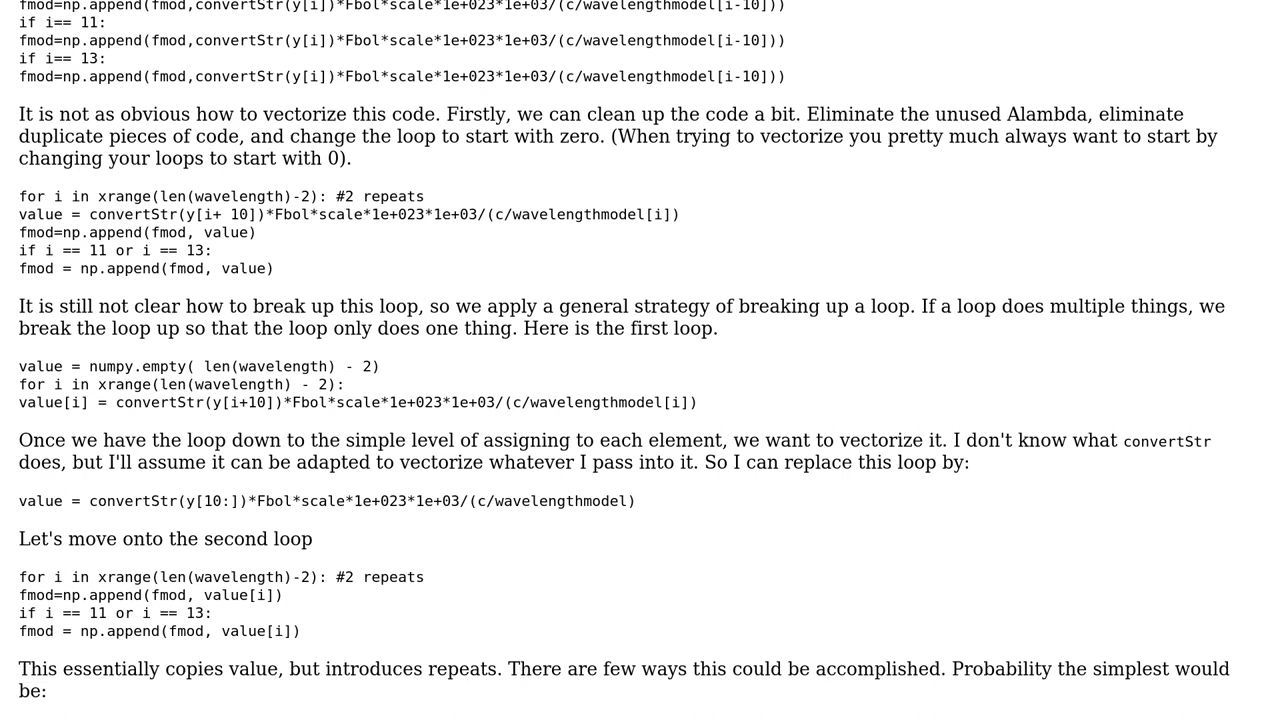 fmod=np.append(fmod,convertStr(y[i])*Fbol*scale*1e+023*1e+03/(c/wavelengthmodel[i-10]))
if i== 11:
fmod=np.append(fmod,convertStr(y[i])*Fbol*scale*1e+023*1e+03/(c/wavelengthmodel[i-10]))
if i== 13:
fmod=np.append(fmod,convertStr(y[i])*Fbol*scale*1e+023*1e+03/(c/wavelengthmodel[i-10]))
It is not as obvious how to vectorize this code. Firstly, we can clean up the code a bit. Eliminate the unused Alambda, eliminate
duplicate pieces of code, and change the loop to start with zero. (When trying to vectorize you pretty much always want to start by
changing your loops to start with 0).
for i in xrange(len(wavelength)-2): #2 repeats
value = convertStr(y[i+ 10])*Fbol*scale*1e+023*1e+03/(c/wavelengthmodel[i])
fmod=np.append(fmod, value)
if i == 11 or i == 13:
fmod = np.append(fmod, value)
It is still not clear how to break up this loop, so we apply a general strategy of breaking up a loop. If a loop does multiple things, we
break the loop up so that the loop only does one thing. Here is the first loop.
value = numpy.empty( len(wavelength) - 2)
for i in xrange(len(wavelength) - 2):
value[i] = convertStr(y[i+10])*Fbol*scale*1e+023*1e+03/(c/wavelengthmodel[i])
Once we have the loop down to the simple level of assigning to each element, we want to vectorize it. I don't know what convertStr
does, but I'll assume it can be adapted to vectorize whatever I pass into it. So I can replace this loop by:
value = convertStr(y[10:])*Fbol*scale*1e+023*1e+03/(c/wavelengthmodel)
Let's move onto the second loop
for i in xrange(len(wavelength)-2): #2 repeats
fmod=np.append(fmod, value[i])
if i == 11 or i == 13:
fmod = np.append(fmod, value[i])
This essentially copies value, but introduces repeats. There are few ways this could be accomplished. Probability the simplest would
be: